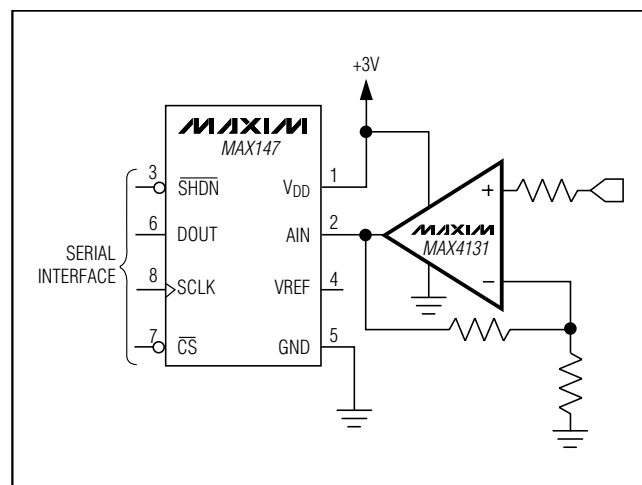 +3V
MAXIM
MAX147
3
SHDN
1
VDD
6
DOUT
2
AIN
+
MAXIM
MAX4131
−
SERIAL
INTERFACE
8
SCLK
VREF
4
7
CS
GND
5